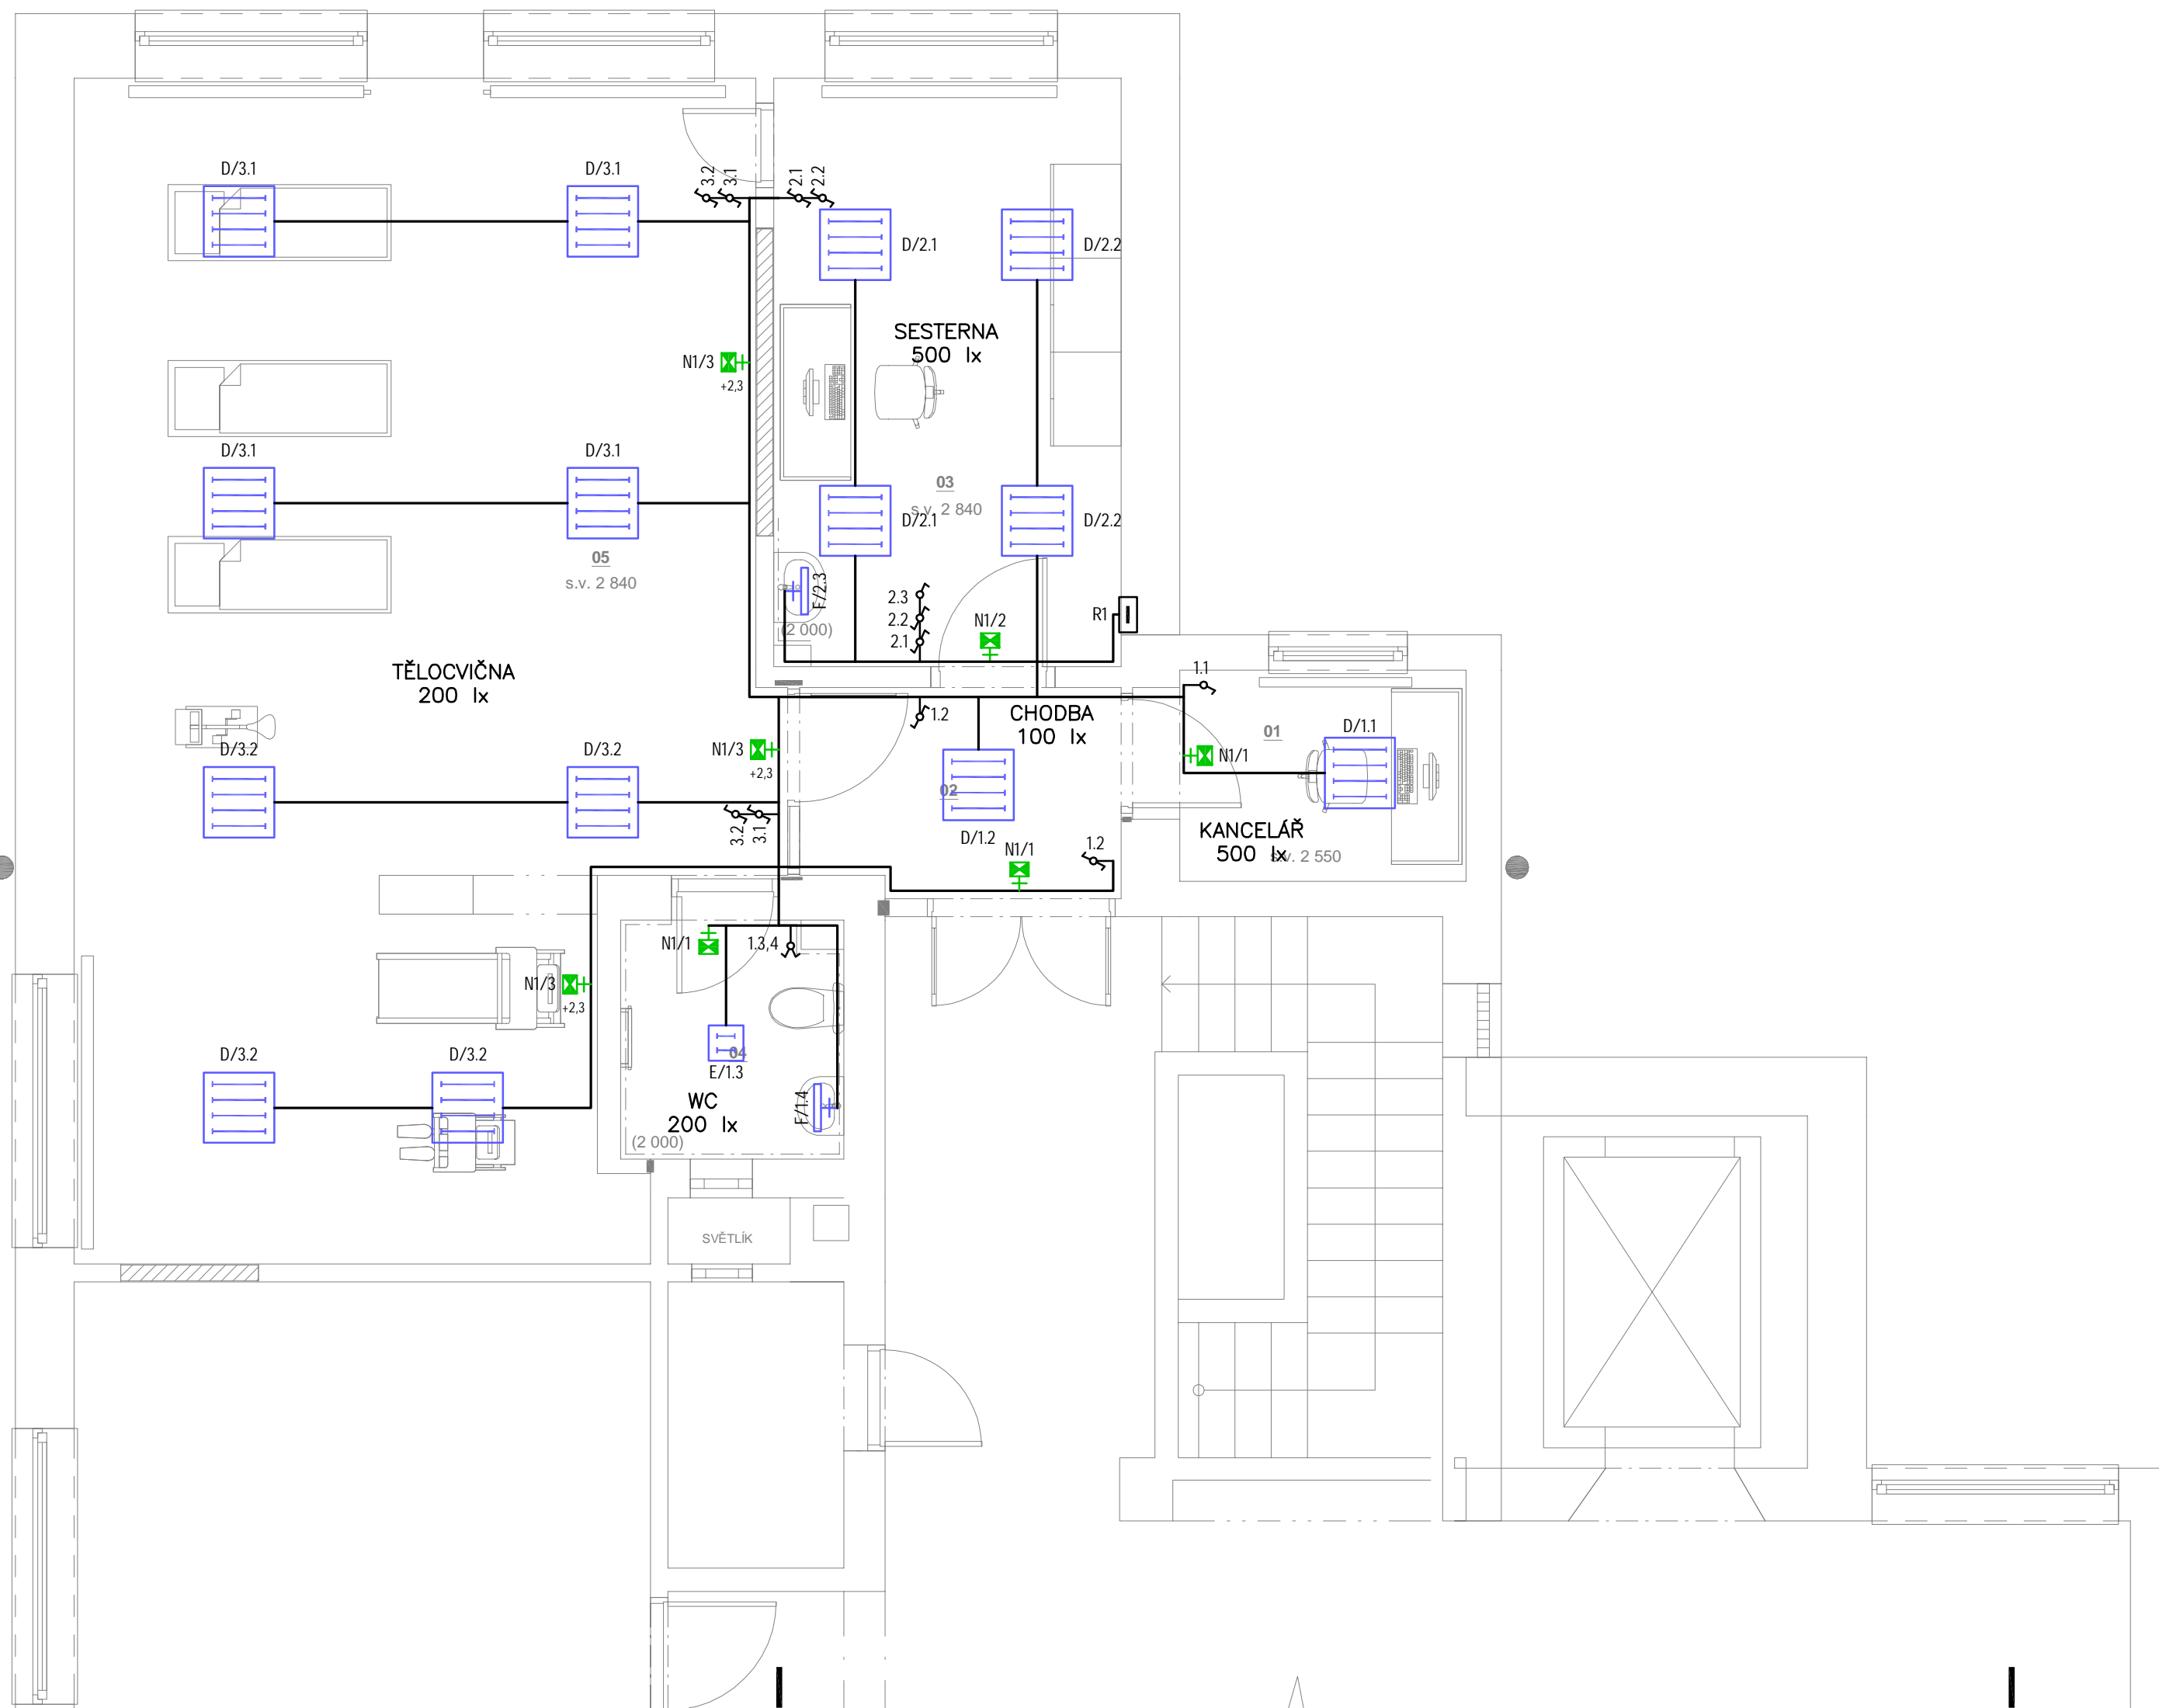 D/3.1
D/3.1
3.2
3.1
2.1
2.2
D/2.1
D/2.2
SESTERNA
500 lx
N1/3
+2,3
D/3.1
D/3.1
03
s.v. 2 840
D/2.1
D/2.2
05
s.v. 2 840
F/2.3
(2 000)
2.3
2.2
2.1
N1/2
R1
TĚLOCVIČNA
200 lx
1.1
1.2
CHODBA
100 lx
01
D/1.1
D/3.2
D/3.2
N1/3
+2,3
N1/1
02
3.2
3.1
D/1.2
KANCELÁŘ
500 lx
s.v. 2 550
N1/1
1.2
N1/1
1.3,4
N1/3
+2,3
D/3.2
D/3.2
04
E/1.3
WC
200 lx
F/1.4
(2 000)
SVĚTLÍK